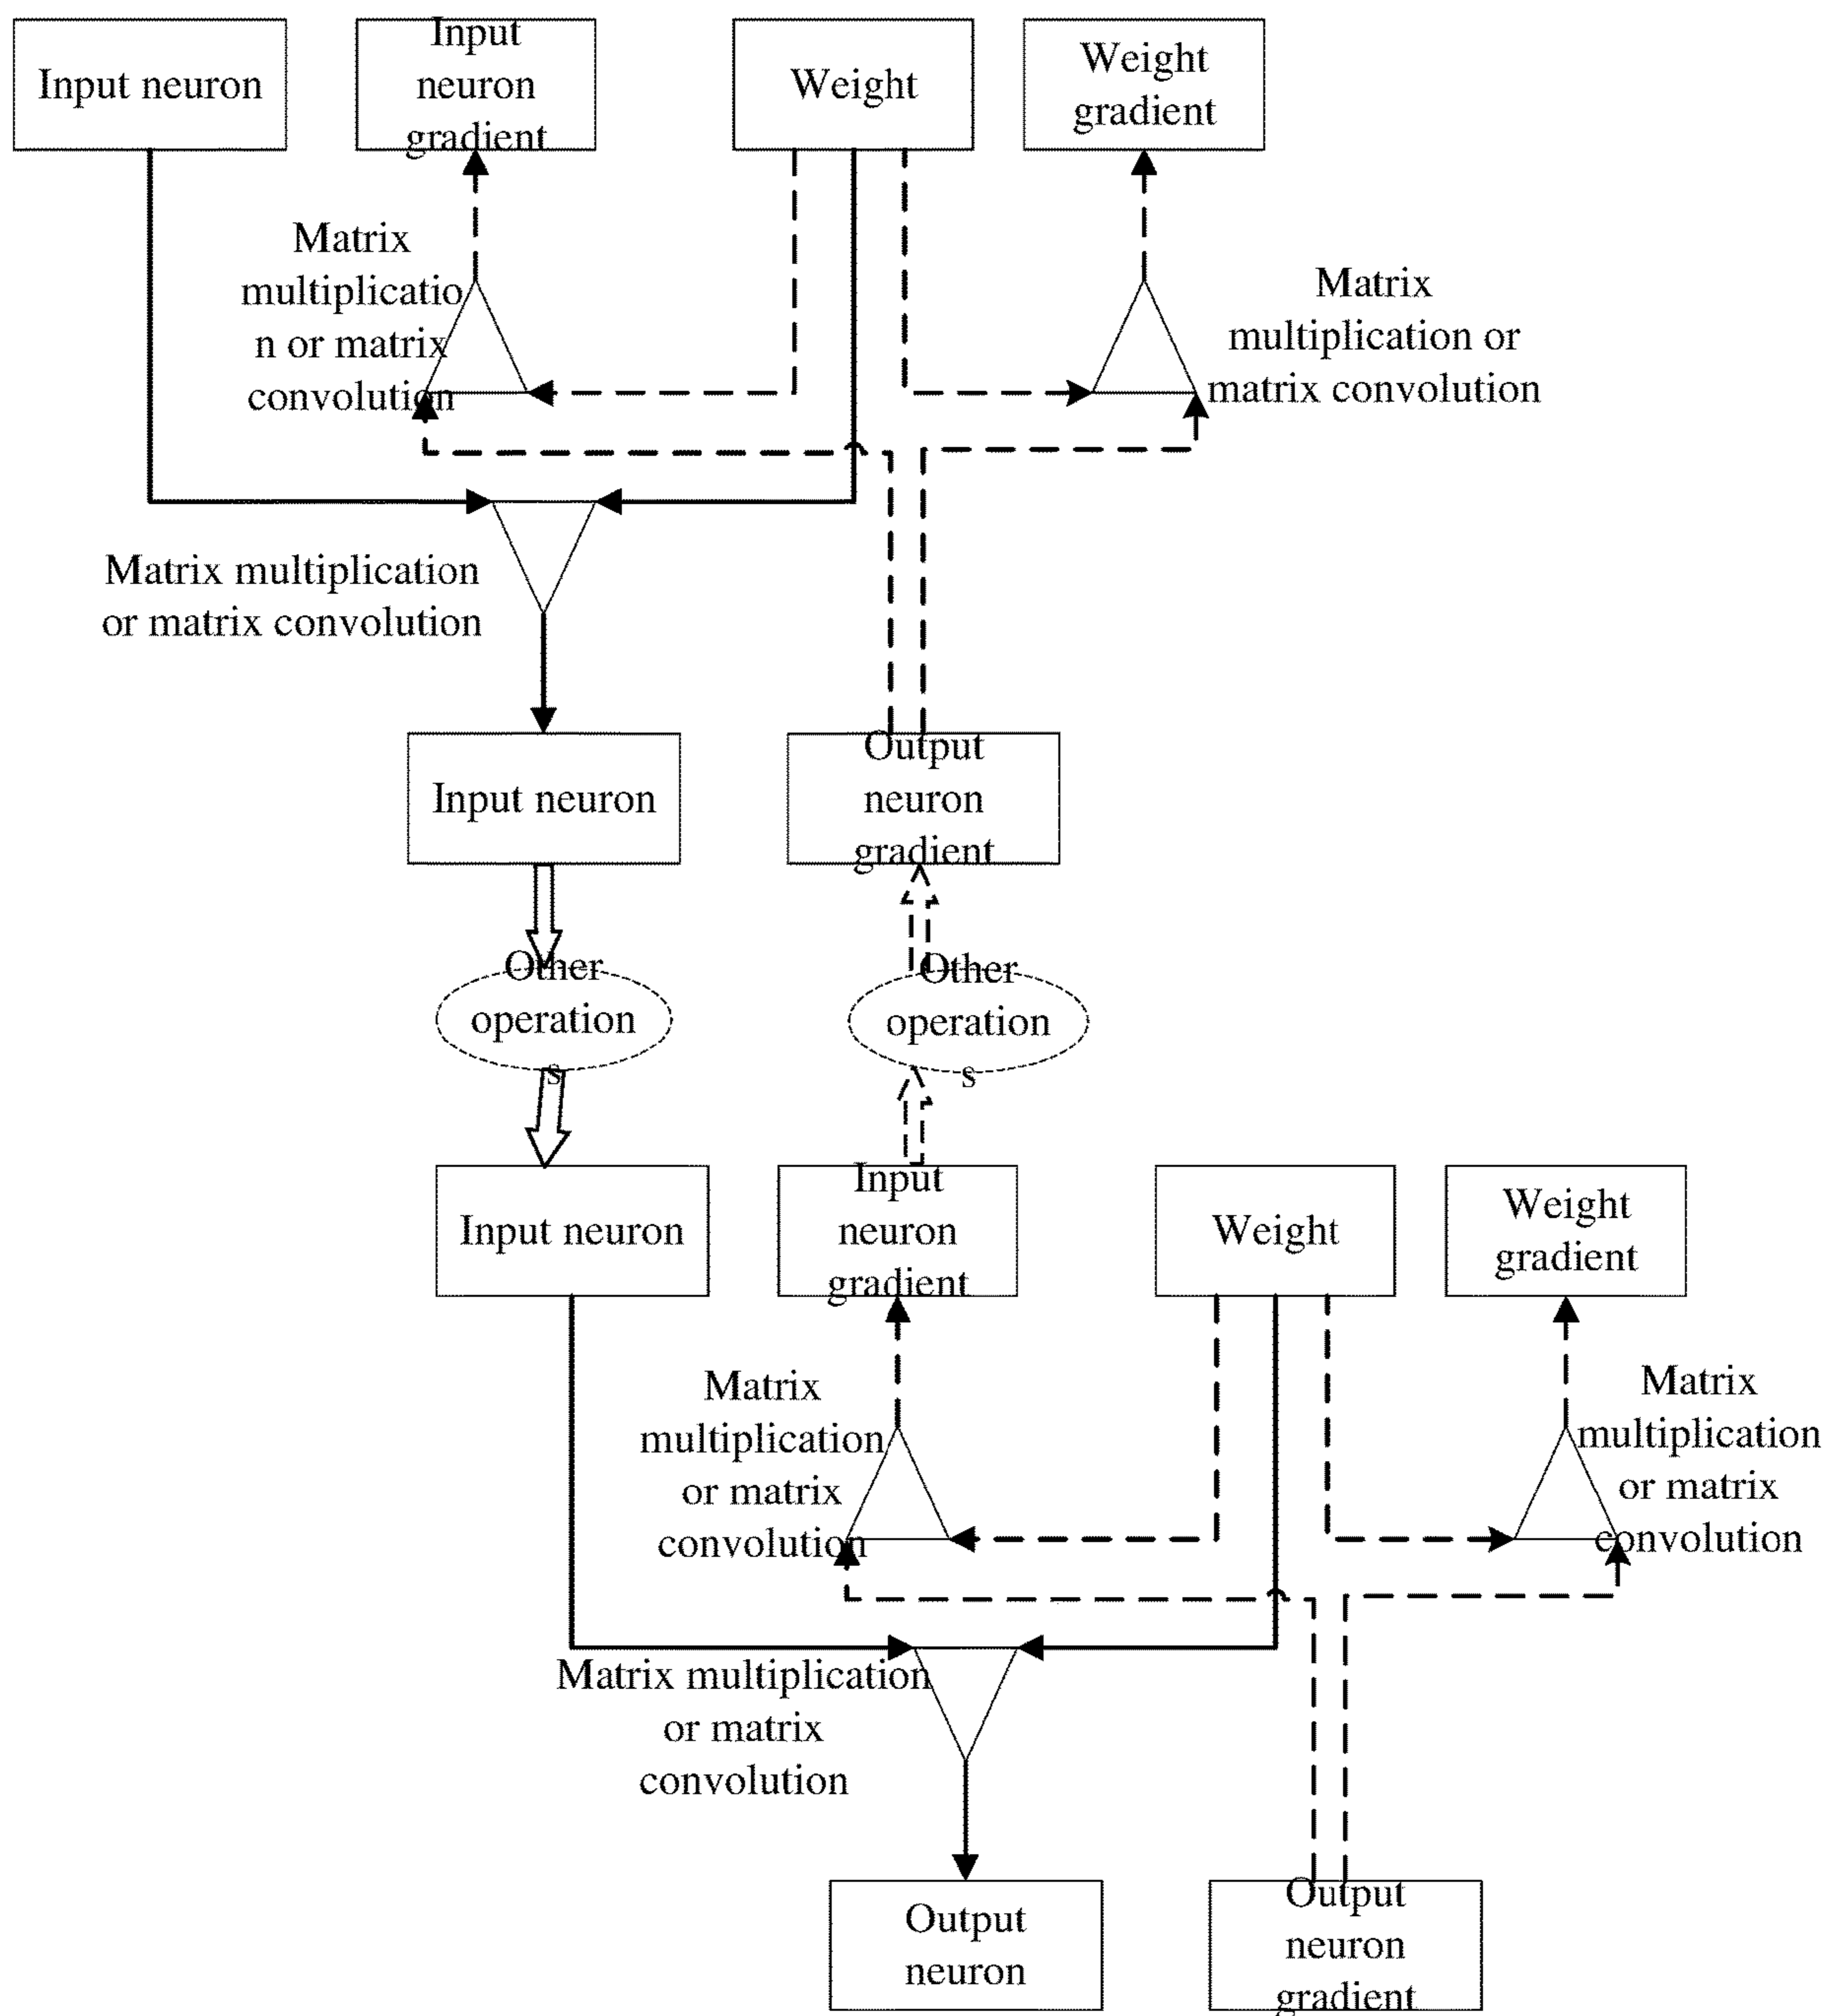 Input neuron
Input
neuron
gradient
Weight
Weight
gradient
Matrix
multiplicatio
n or matrix
convolution
Matrix
multiplication or
matrix convolution
Matrix multiplication
or matrix convolution
Input neuron
Output
neuron
gradient
Other
operation
s
Other
operation
s
Input neuron
Input
neuron
gradient
Weight
Weight
gradient
Matrix
multiplication
or matrix
convolution
Matrix
multiplication
or matrix
convolution
Matrix multiplication
or matrix
convolution
Output
neuron
Output
neuron
gradient